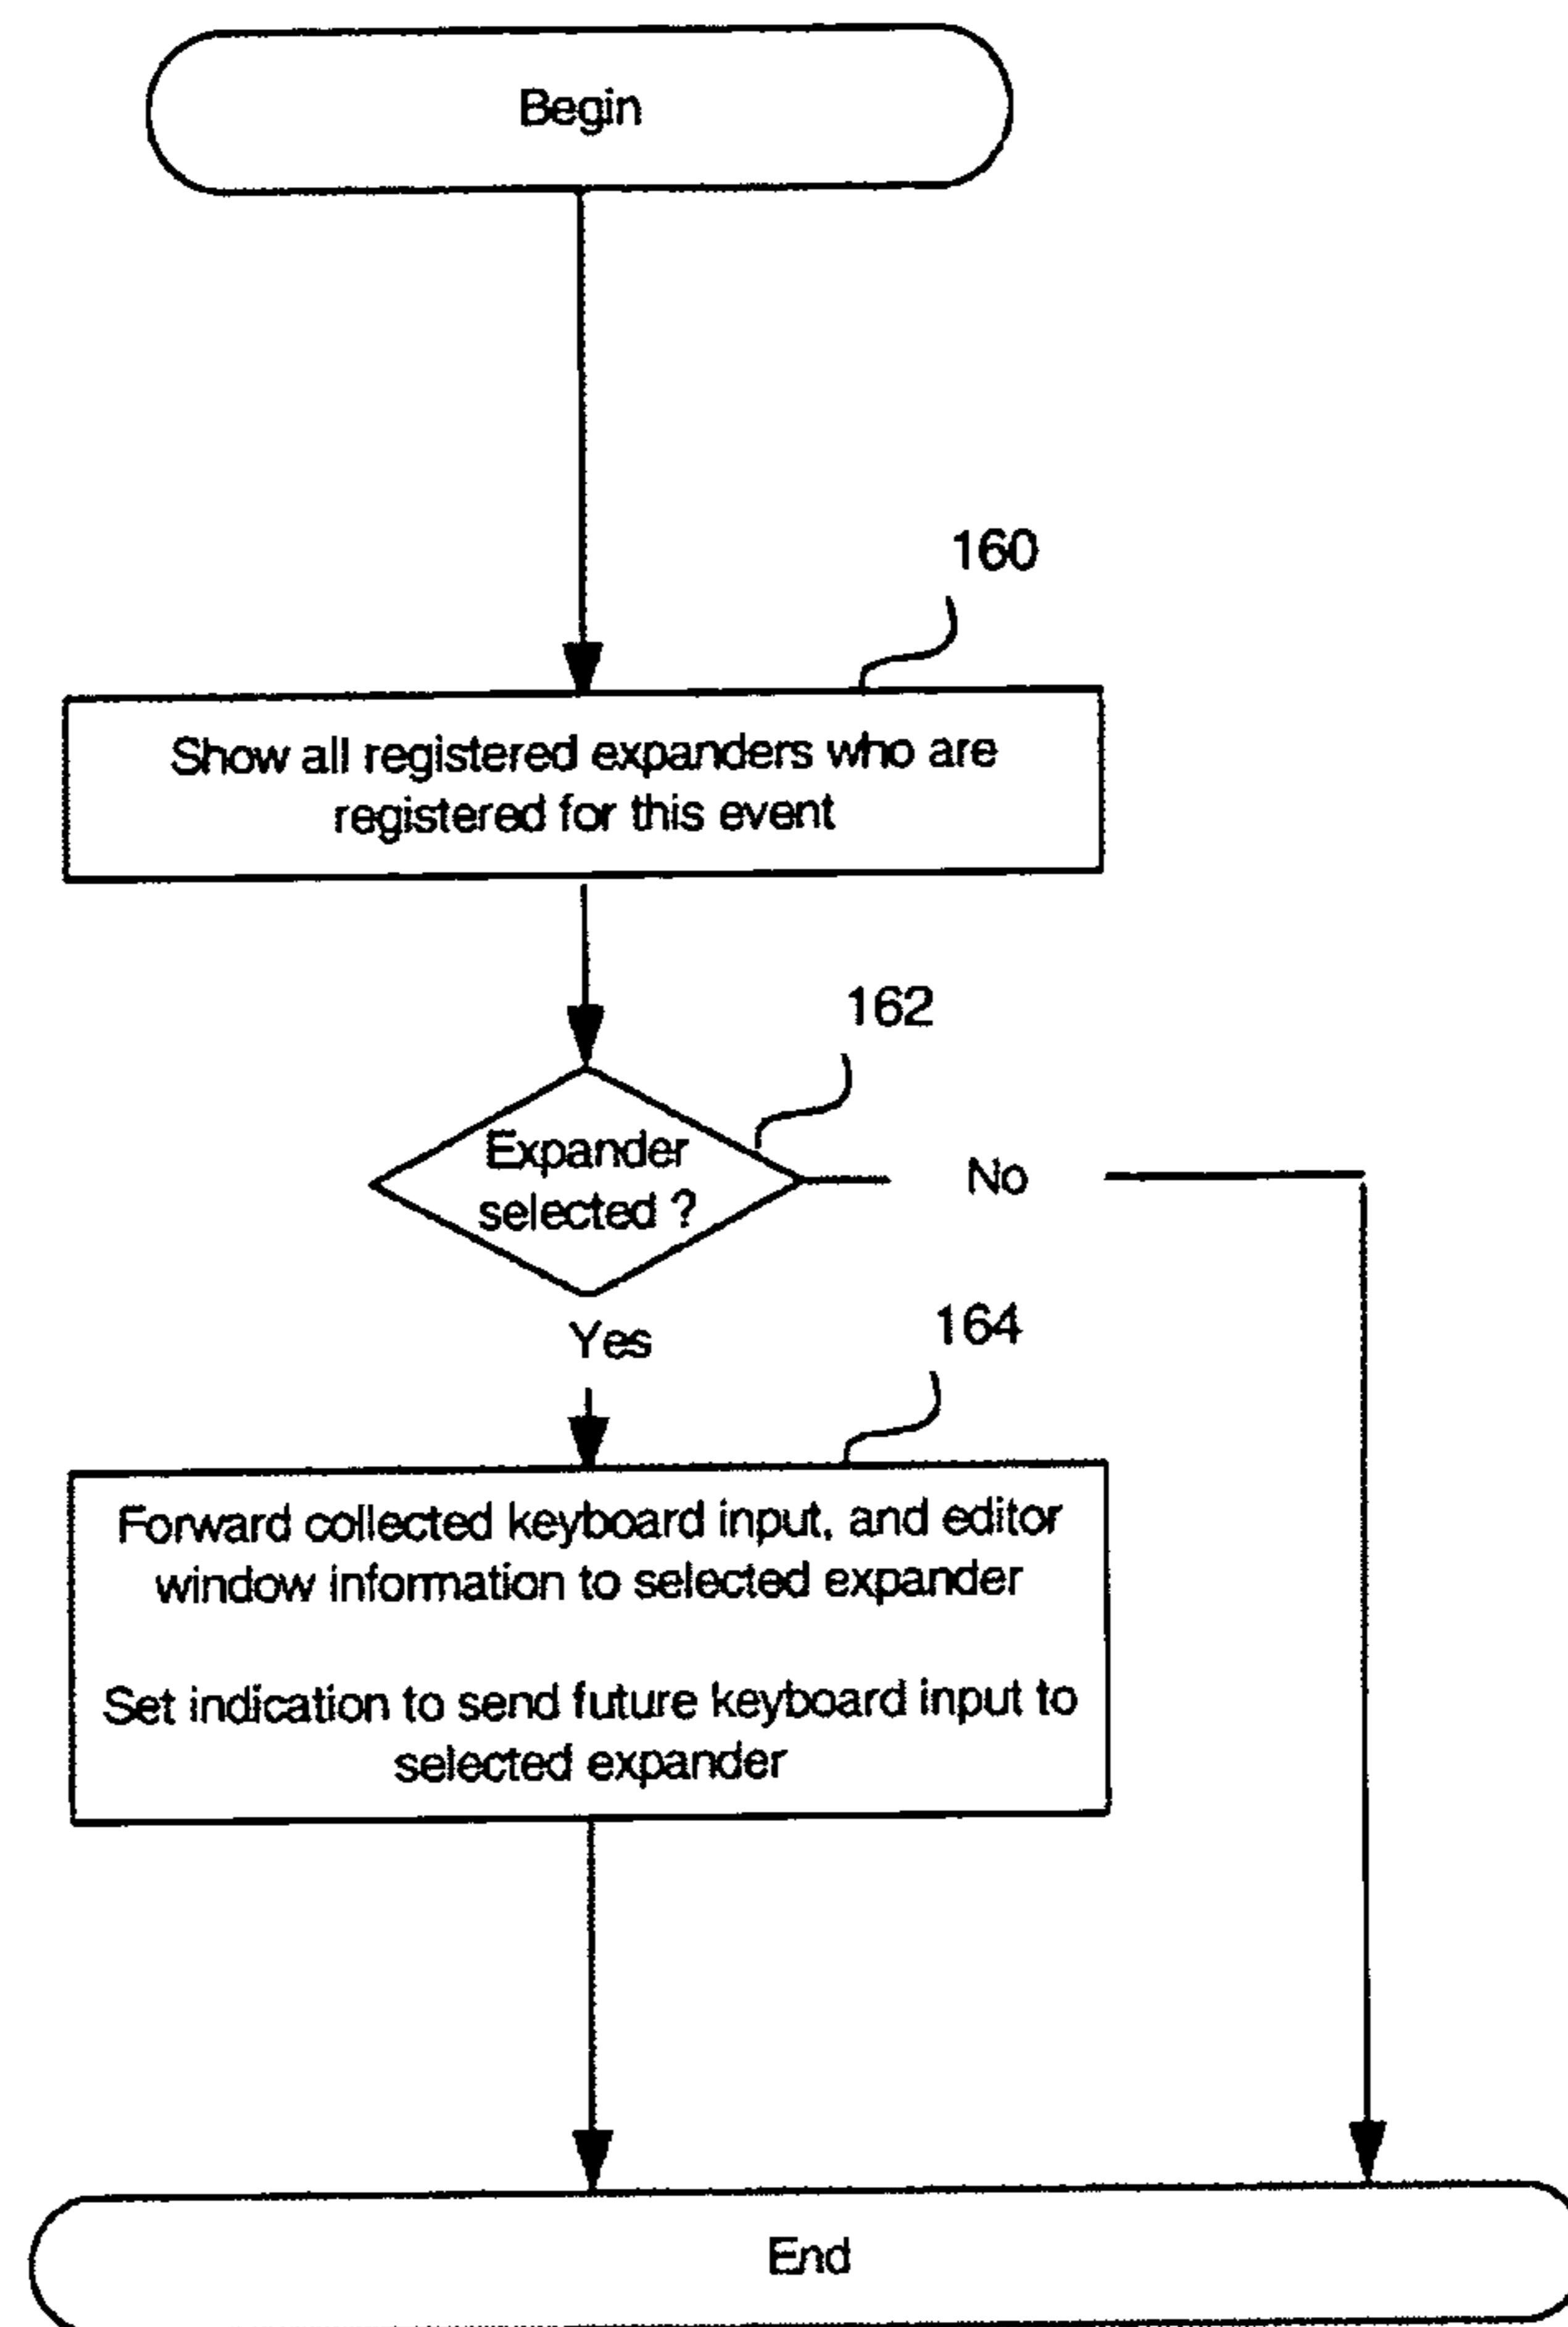 Begin
160
Show all registered expanders who are
registered for this event
162
Expander
selected ?
No
Yes
164
Forward collected keyboard input, and editor
window information to selected expander
Set indication to send future keyboard input to
selected expander
End